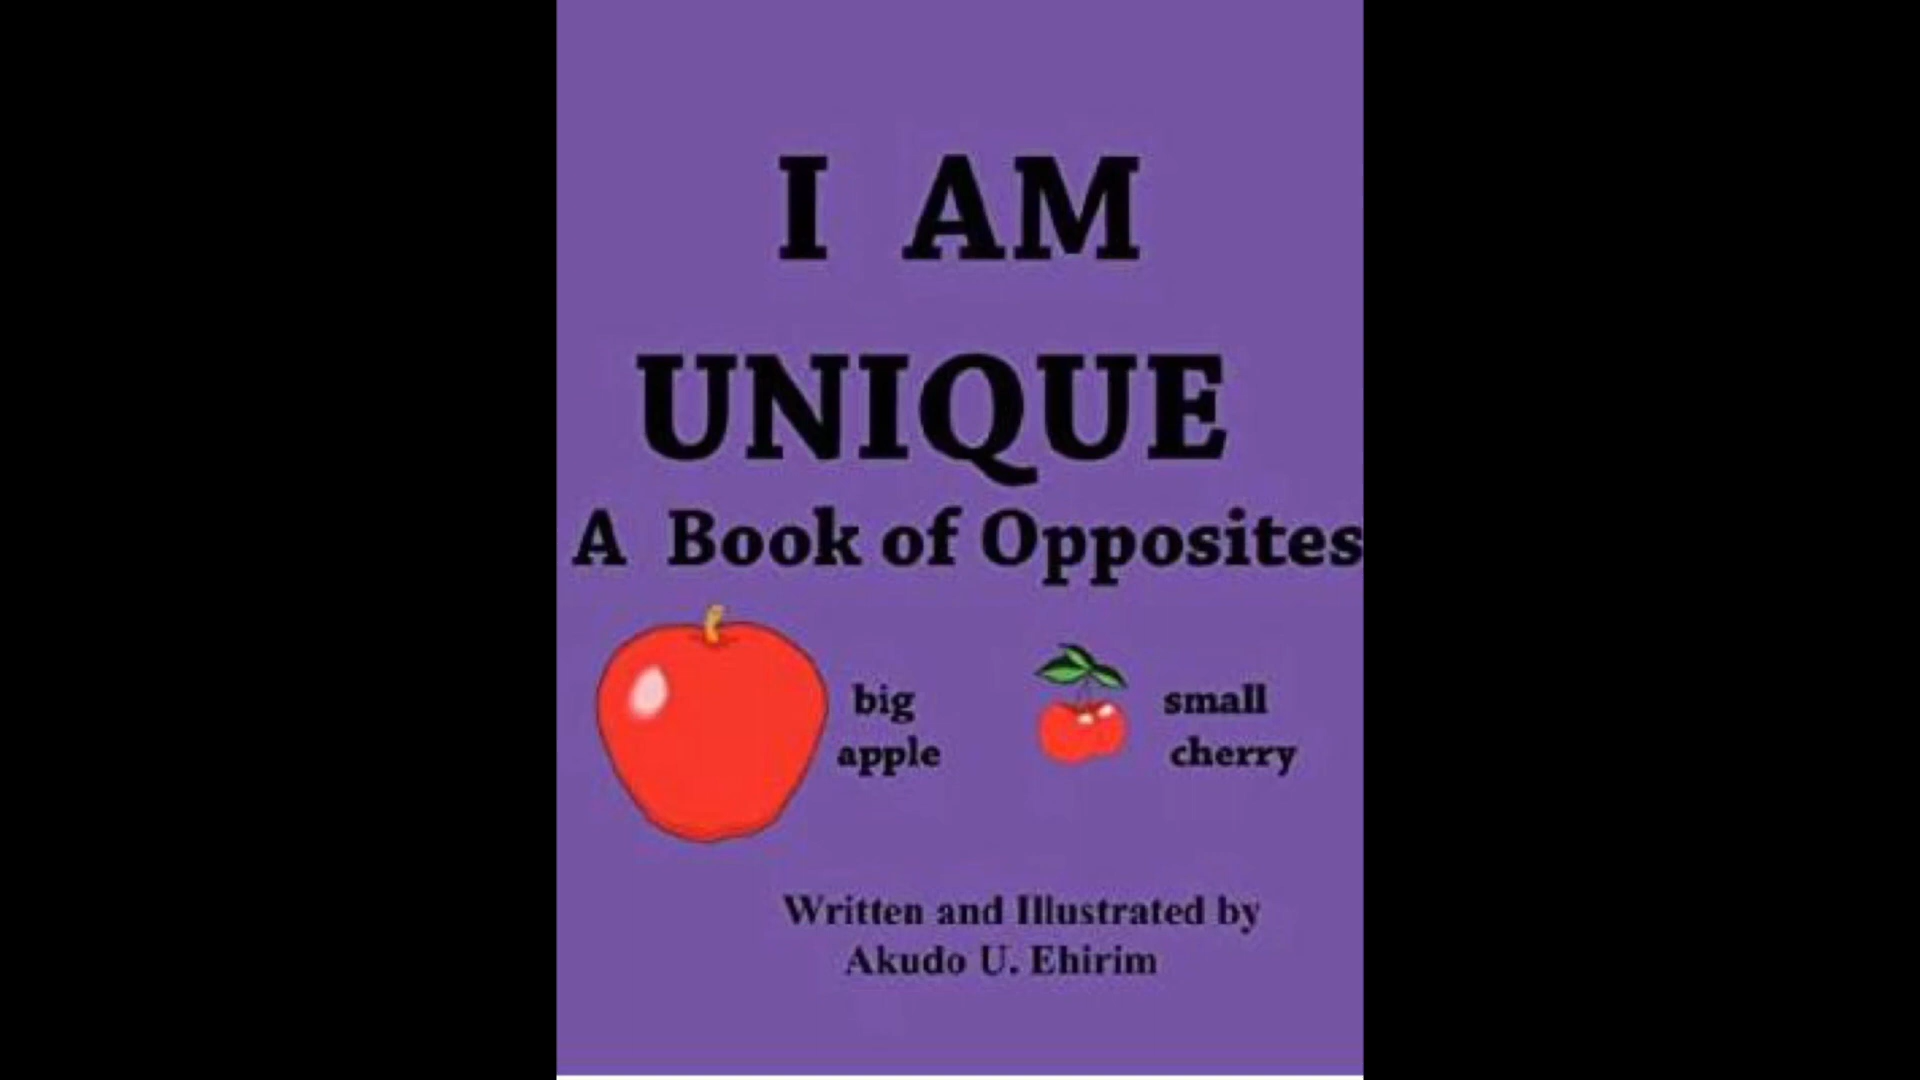 I AM
UNIQUE
A Book of Opposites
big
apple
small
cherry
Written and Illustrated by
Akudo U. Ehirim